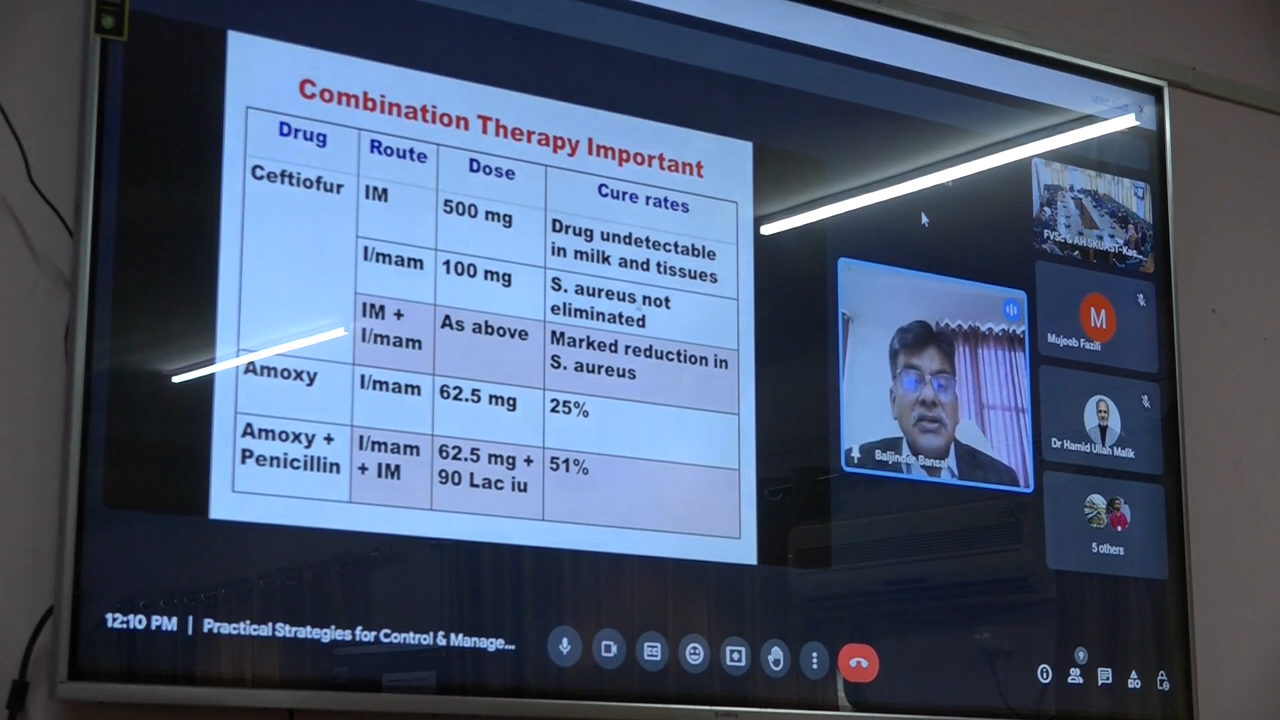 Combination Therapy Important
Drug
Route
Dose
Cure rates
Ceftiofur
IM
500 mg
Drug undetectable
in milk and tissues
I/mam
100 mg
S. aureus not
eliminated
IM +
I/mam
As above
Marked reduction in
S. aureus
Amoxy
I/mam
62.5 mg
25%
Amoxy +
Penicillin
I/mam
+ IM
62.5 mg +
90 Lac iu
51%
Baljinder Bansal
M
Mujeeb Fazili
Dr Hamid Ullah Malik
5 others
12:10 PM | Practical Strategies for Control & Manage...
9